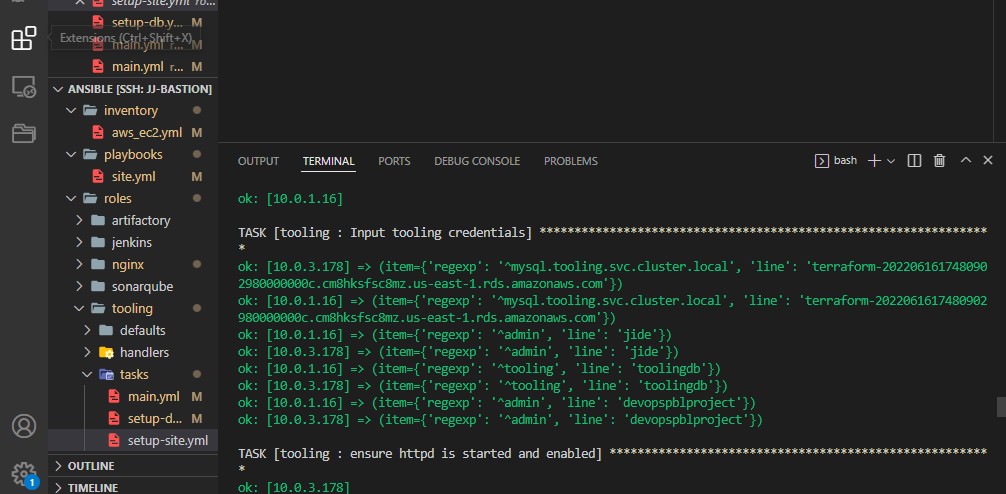 setup-site.yml ro...
setup-db.y... M
Extensions (Ctrl+Shift+X)
main.yml r... M
main.yml r... M
ANSIBLE [SSH: JJ-BASTION]
inventory
aws_ec2.yml M
playbooks
site.yml M
roles
artifactory
jenkins
nginx
sonarqube
tooling
defaults
handlers
tasks
main.yml M
setup-d... M
setup-site.yml
OUTLINE
TIMELINE
1
OUTPUT TERMINAL PORTS DEBUG CONSOLE PROBLEMS bash
ok: [10.0.1.16]
TASK [tooling : Input tooling credentials] ****************************************************************
*
ok: [10.0.3.178] => (item={'regexp': '^mysql.tooling.svc.cluster.local', 'line': 'terraform-202206161748090
2980000000c.cm8hksfsc8mz.us-east-1.rds.amazonaws.com'})
ok: [10.0.1.16] => (item={'regexp': '^mysql.tooling.svc.cluster.local', 'line': 'terraform-2022061617480902
980000000c.cm8hksfsc8mz.us-east-1.rds.amazonaws.com'})
ok: [10.0.1.16] => (item={'regexp': '^admin', 'line': 'jide'})
ok: [10.0.3.178] => (item={'regexp': '^admin', 'line': 'jide'})
ok: [10.0.1.16] => (item={'regexp': '^tooling', 'line': 'toolingdb'})
ok: [10.0.3.178] => (item={'regexp': '^tooling', 'line': 'toolingdb'})
ok: [10.0.1.16] => (item={'regexp': '^admin', 'line': 'devopspblproject'})
ok: [10.0.3.178] => (item={'regexp': '^admin', 'line': 'devopspblproject'})
TASK [tooling : ensure httpd is started and enabled] ******************************************************
*
ok: [10.0.3.178]